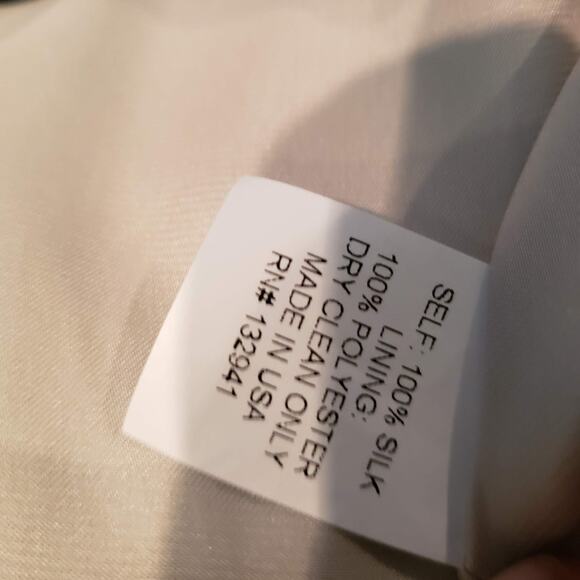 SELF: 100% SILK
LINING:
100% POLYESTER
DRY CLEAN ONLY
MADE IN USA
RN# 132941